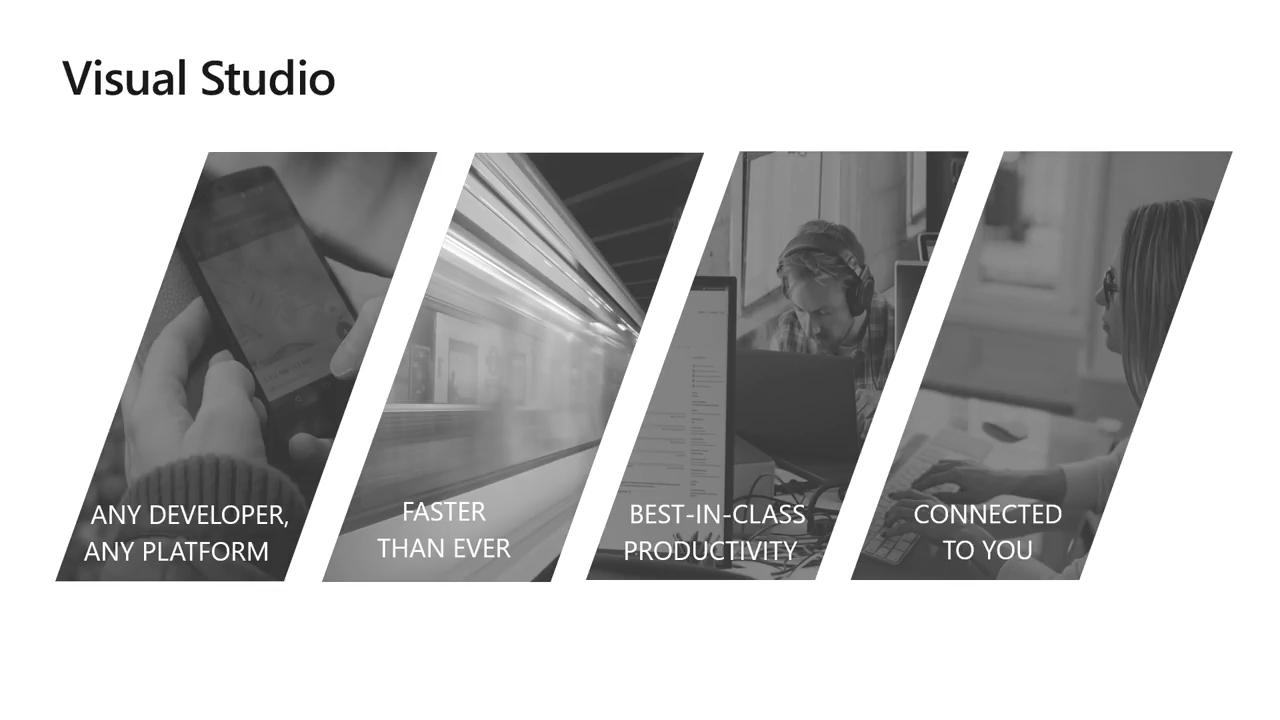 Visual Studio
ANY DEVELOPER,
ANY PLATFORM
FASTER
THAN EVER
BEST-IN-CLASS
PRODUCTIVITY
CONNECTED
TO YOU